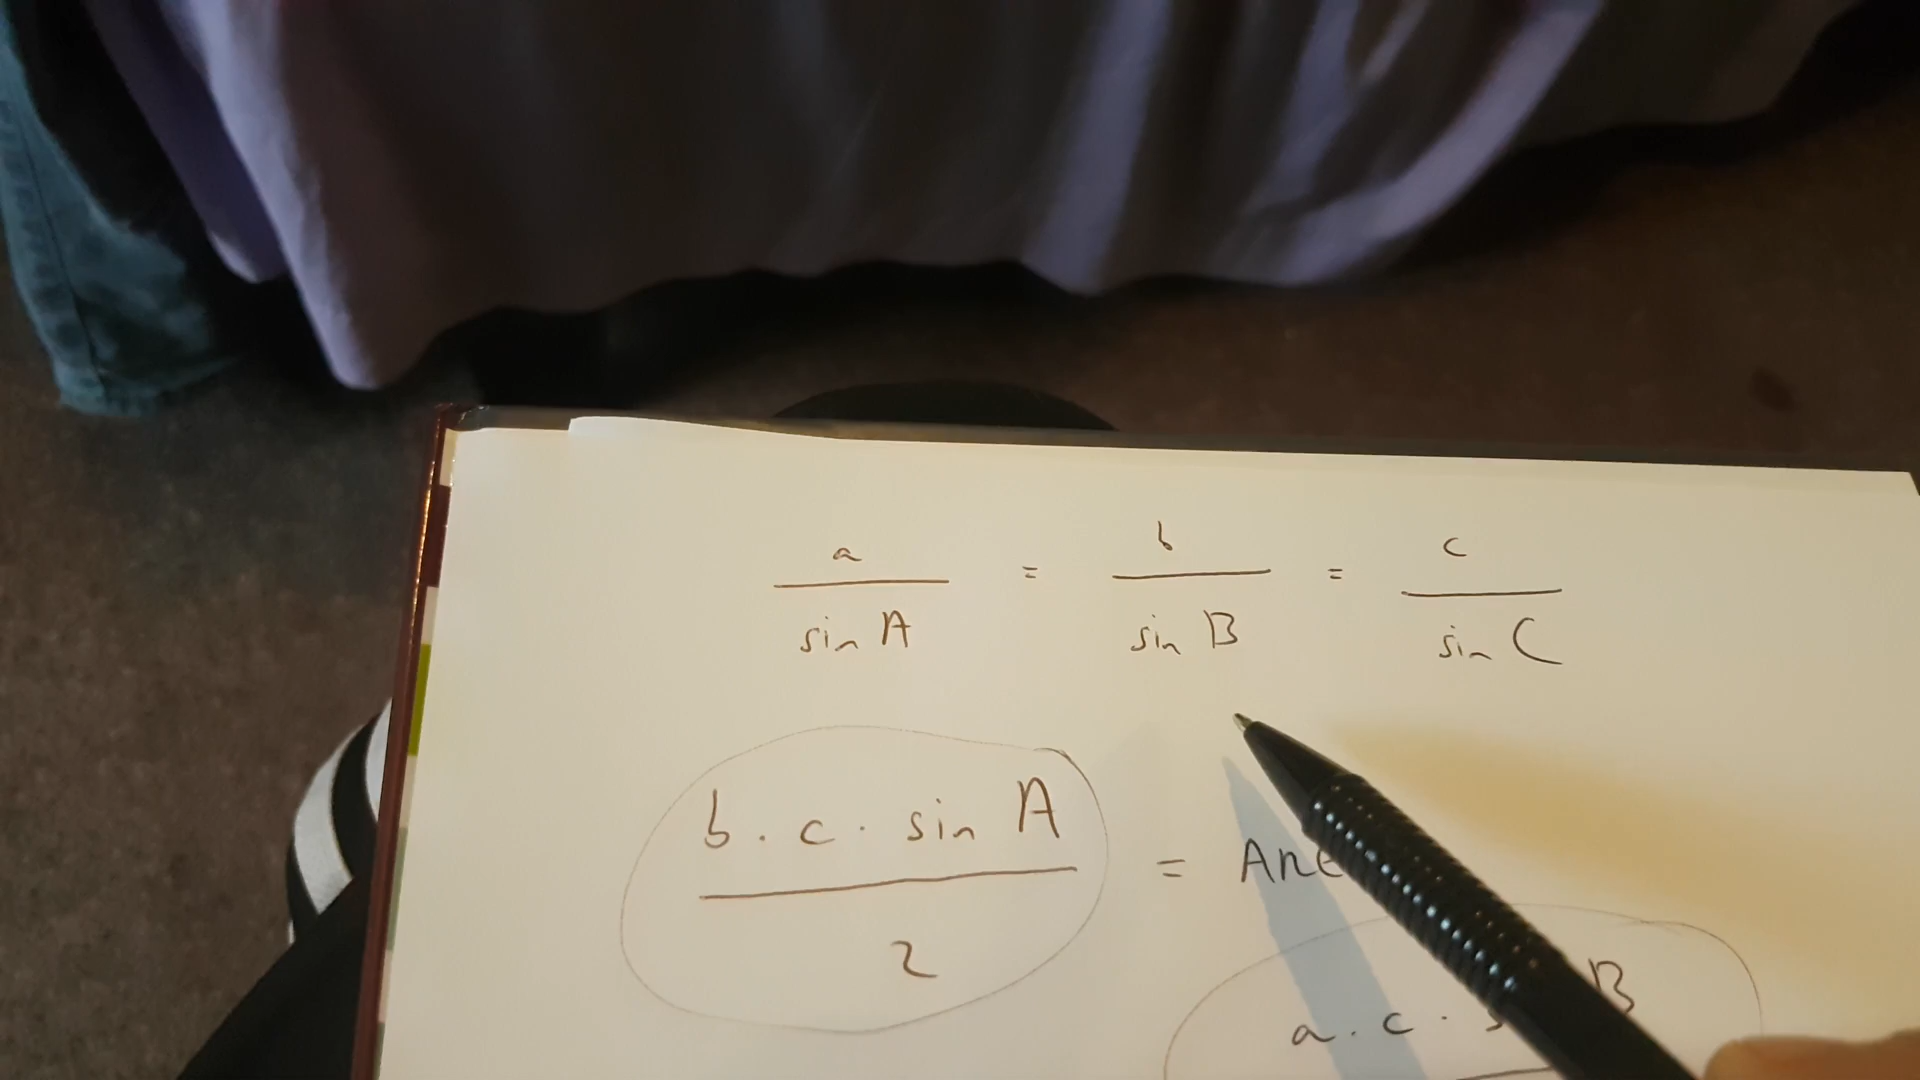 a / sin A = b / sin B = c / sin C
b . c . sin A / 2 = Are
a . c . s B